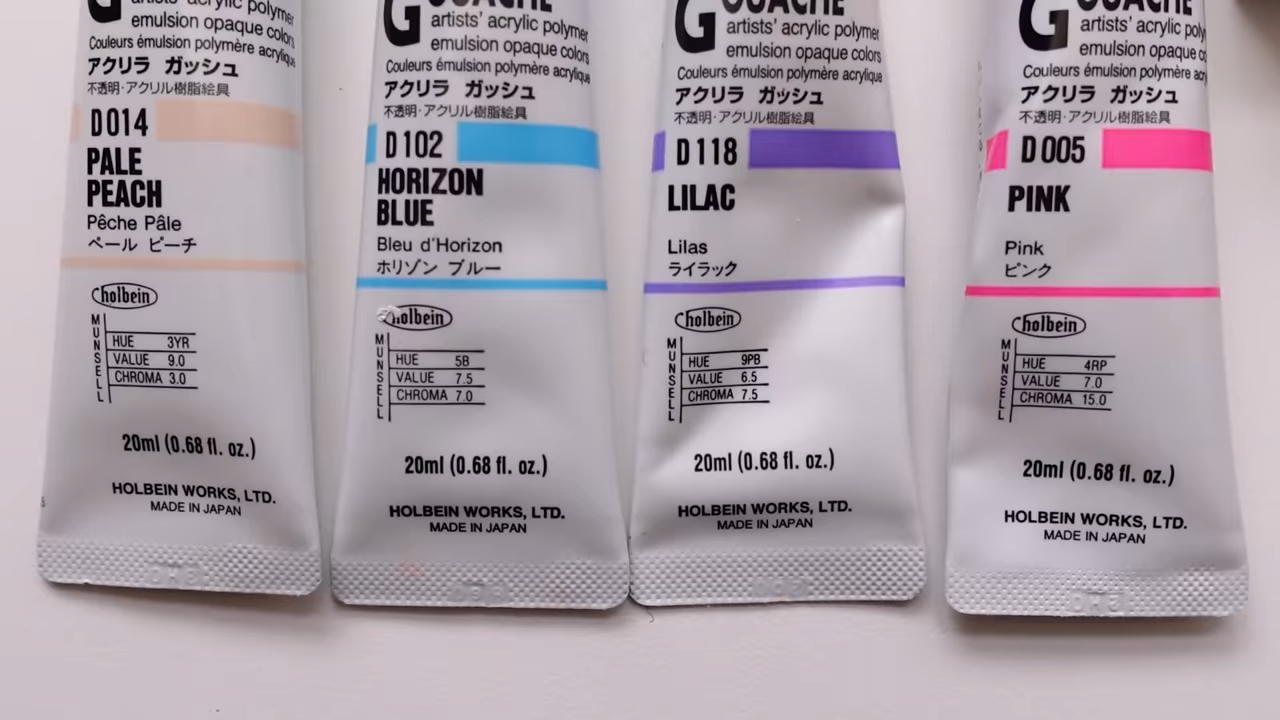 GOUACHE
artists' acrylic polymer
emulsion opaque colors
Couleurs émulsion polymère acrylique
アクリラ ガッシュ
不透明・アクリル樹脂絵具
D014
PALE
PEACH
Pêche Pâle
ペール ピーチ
holbein
MUNSELL
HUE 3YR
VALUE 9.0
CHROMA 3.0
20ml (0.68 fl. oz.)
HOLBEIN WORKS, LTD.
MADE IN JAPAN
GOUACHE
artists' acrylic polymer
emulsion opaque colors
Couleurs émulsion polymère acrylique
アクリラ ガッシュ
不透明・アクリル樹脂絵具
D102
HORIZON
BLUE
Bleu d'Horizon
ホリゾン ブルー
holbein
MUNSELL
HUE 5B
VALUE 7.5
CHROMA 7.0
20ml (0.68 fl. oz.)
HOLBEIN WORKS, LTD.
MADE IN JAPAN
GOUACHE
artists' acrylic polymer
emulsion opaque colors
Couleurs émulsion polymère acrylique
アクリラ ガッシュ
不透明・アクリル樹脂絵具
D118
LILAC
Lilas
ライラック
holbein
MUNSELL
HUE 9PB
VALUE 6.5
CHROMA 7.5
20ml (0.68 fl. oz.)
HOLBEIN WORKS, LTD.
MADE IN JAPAN
GOUACHE
artists' acrylic poly
emulsion opaque co
Couleurs émulsion polymère acry
アクリラ ガッシュ
不透明・アクリル樹脂絵具
D005
PINK
Pink
ピンク
holbein
MUNSELL
HUE 4RP
VALUE 7.0
CHROMA 15.0
20ml (0.68 fl. oz.)
HOLBEIN WORKS, LTD.
MADE IN JAPAN